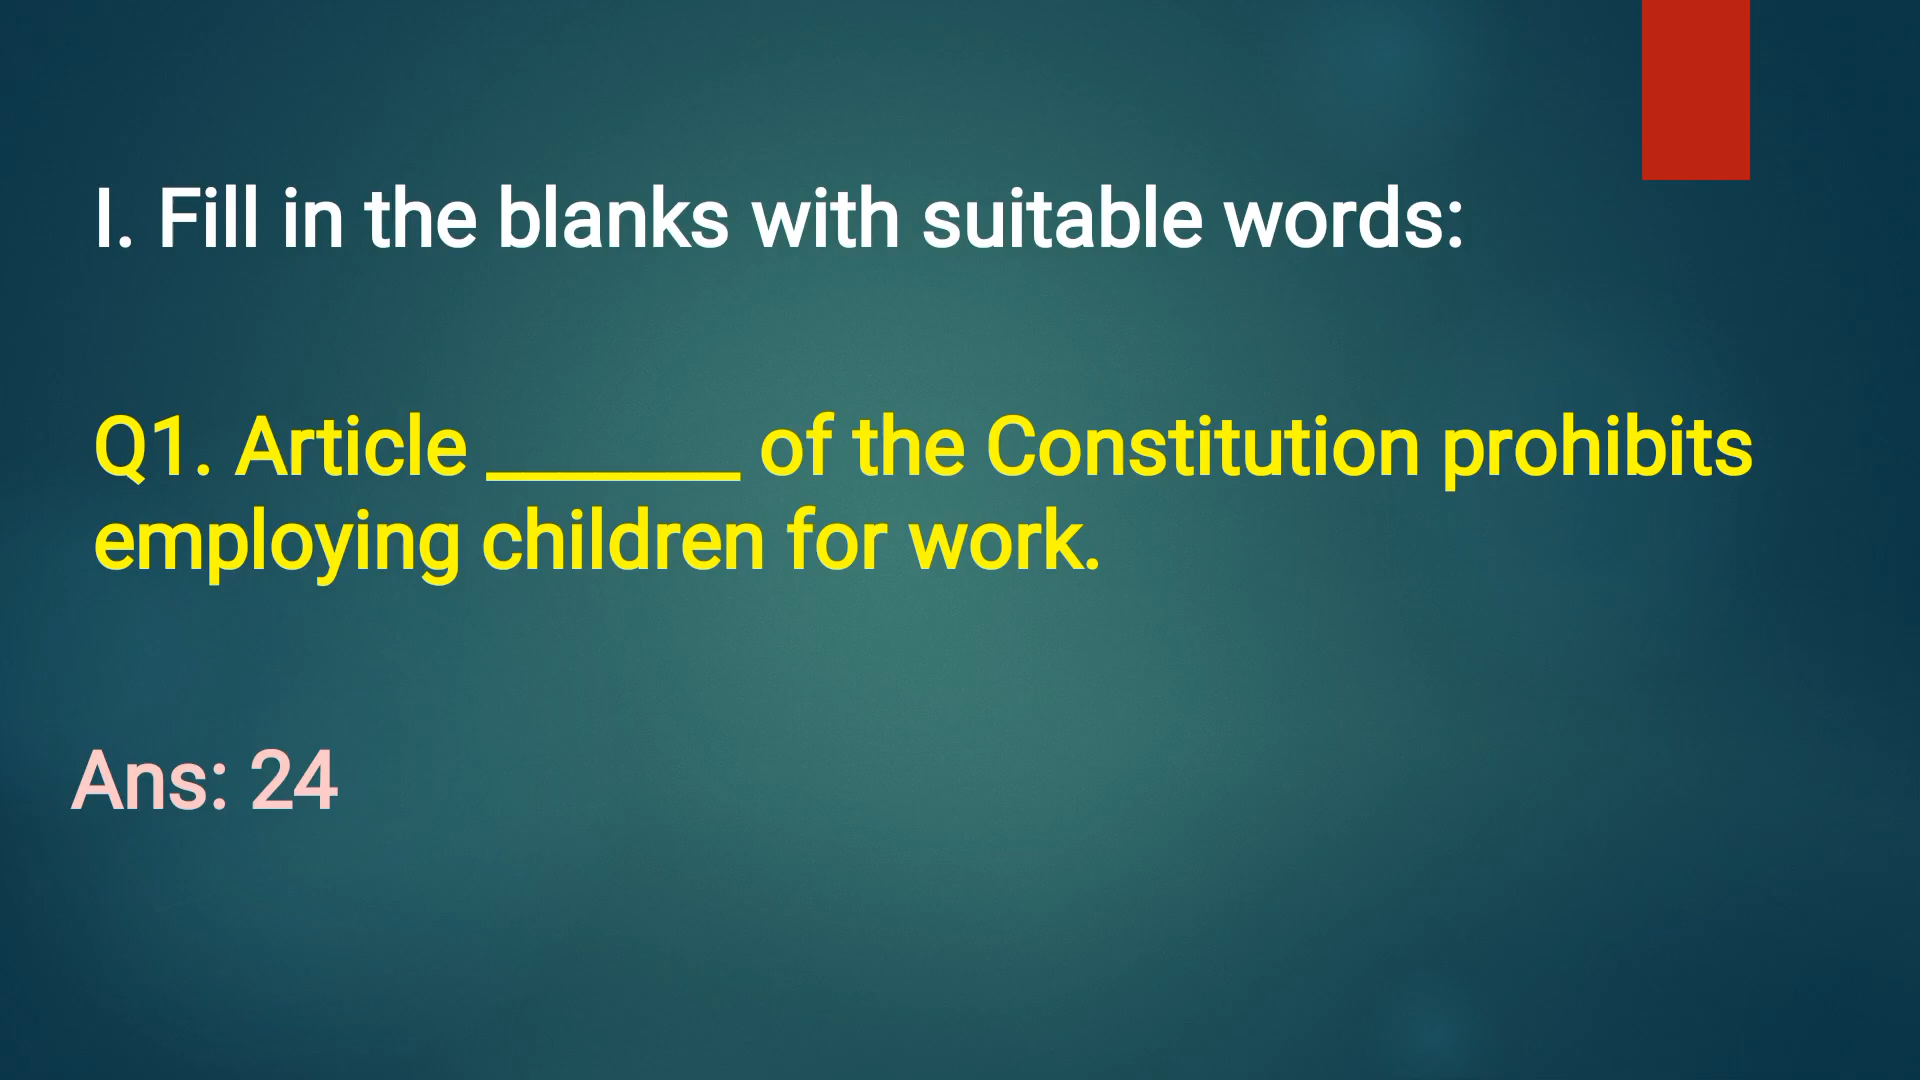 I. Fill in the blanks with suitable words:
Q1. Article _______ of the Constitution prohibits
employing children for work.
Ans: 24